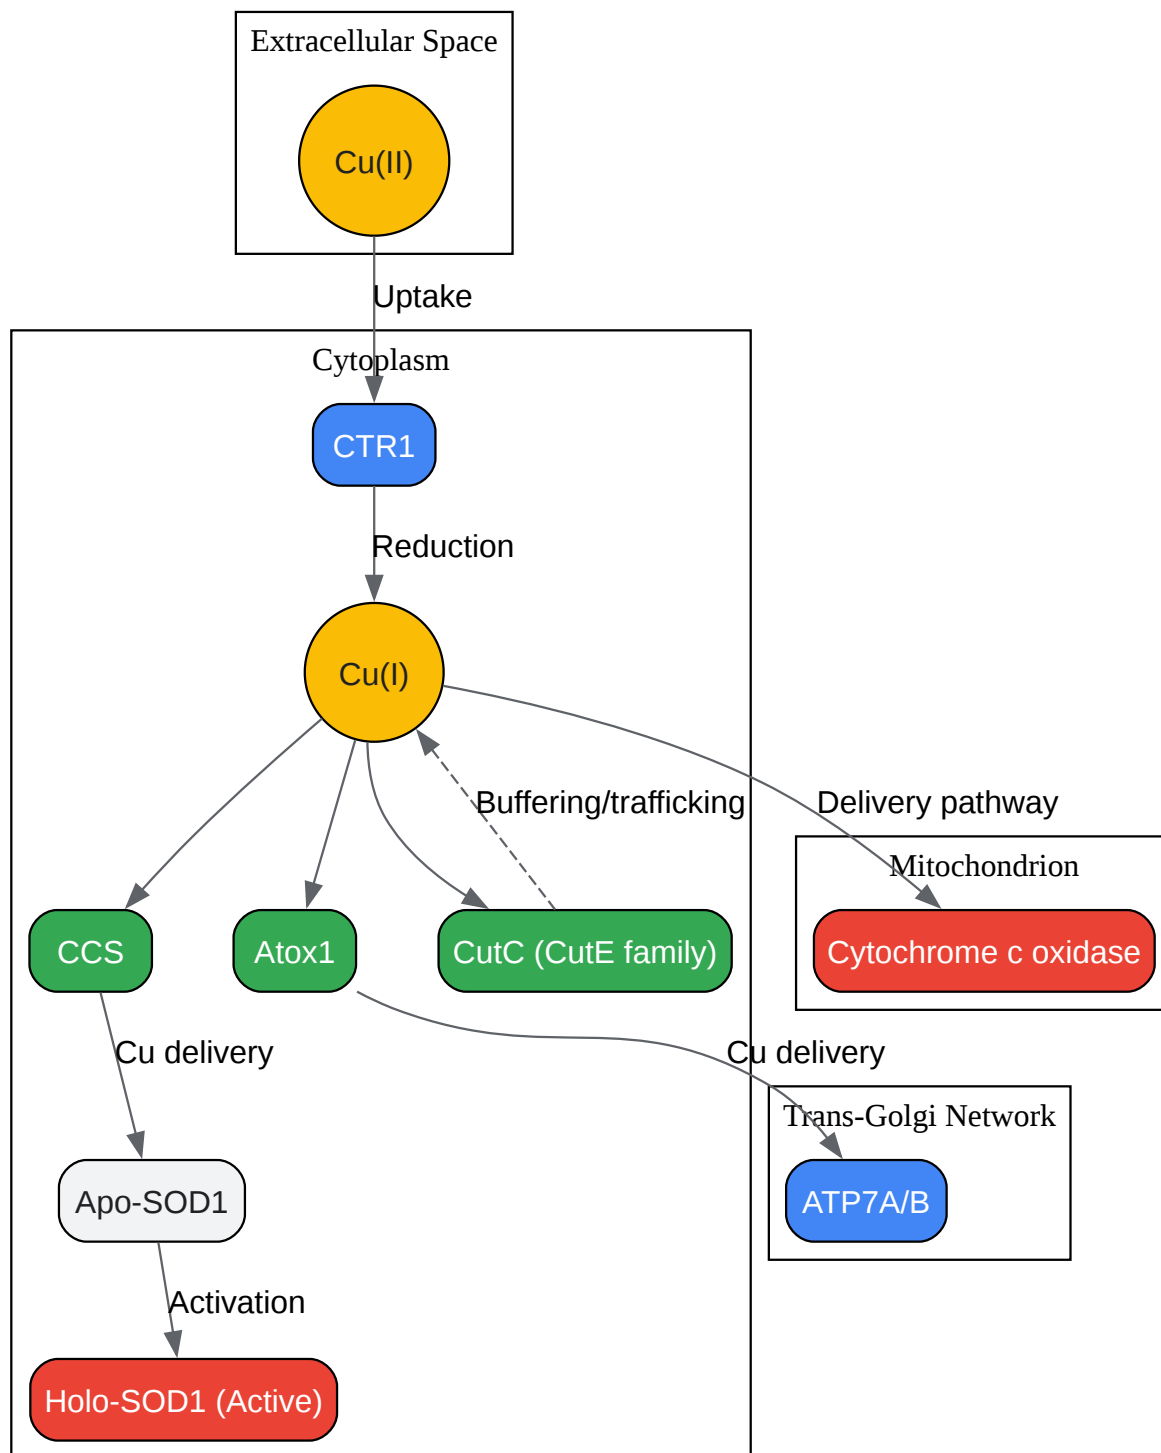 Extracellular Space
Cu(II)
Uptake
Cytoplasm
CTR1
Reduction
Cu(I)
Buffering/trafficking
Delivery pathway
Mitochondrion
CCS
Atox1
CutC (CutE family)
Cytochrome c oxidase
Cu delivery
Cu delivery
Trans-Golgi Network
Apo-SOD1
ATP7A/B
Activation
Holo-SOD1 (Active)